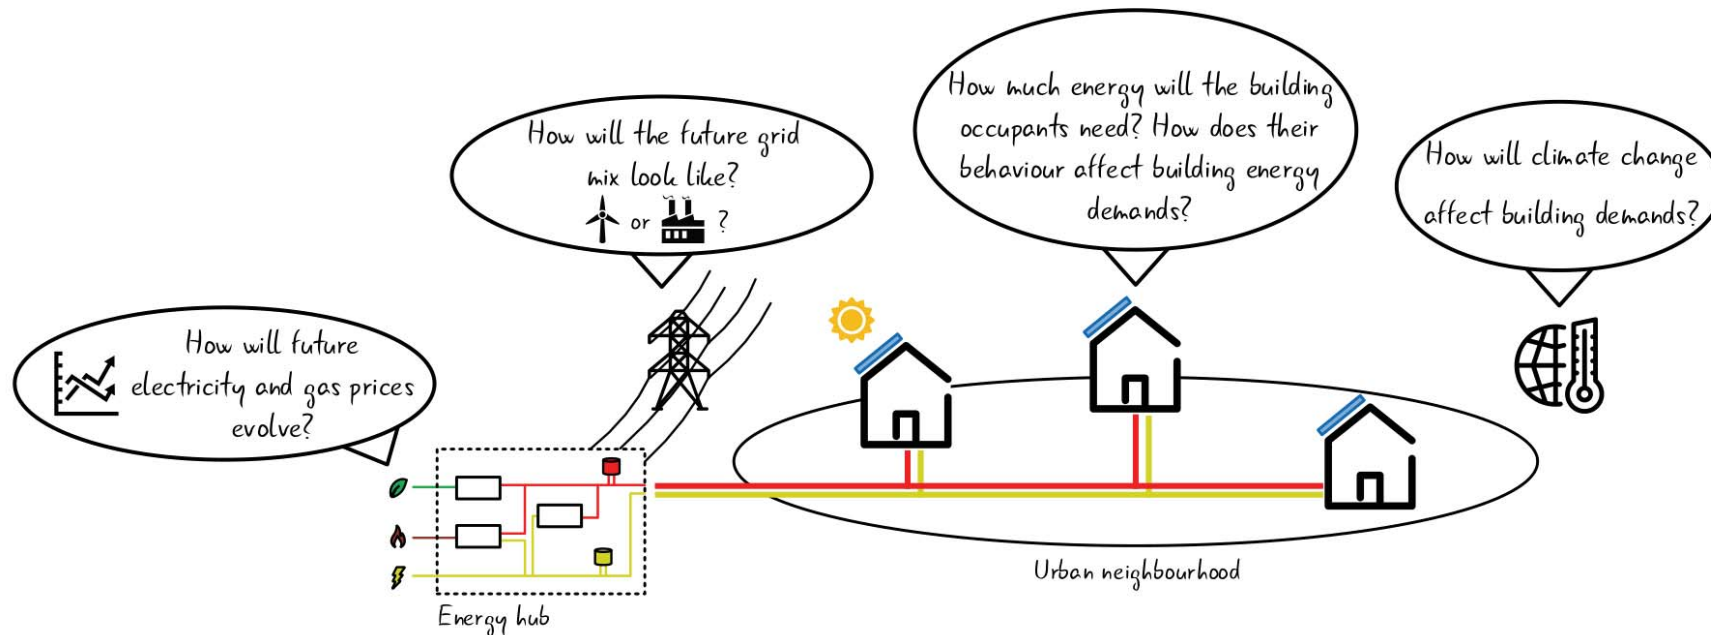 How will future
electricity and gas prices
evolve?
How will the future grid
mix look like?
or ?
How much energy will the building
occupants need? How does their
behaviour affect building energy
demands?
How will climate change
affect building demands?
Energy hub
Urban neighbourhood